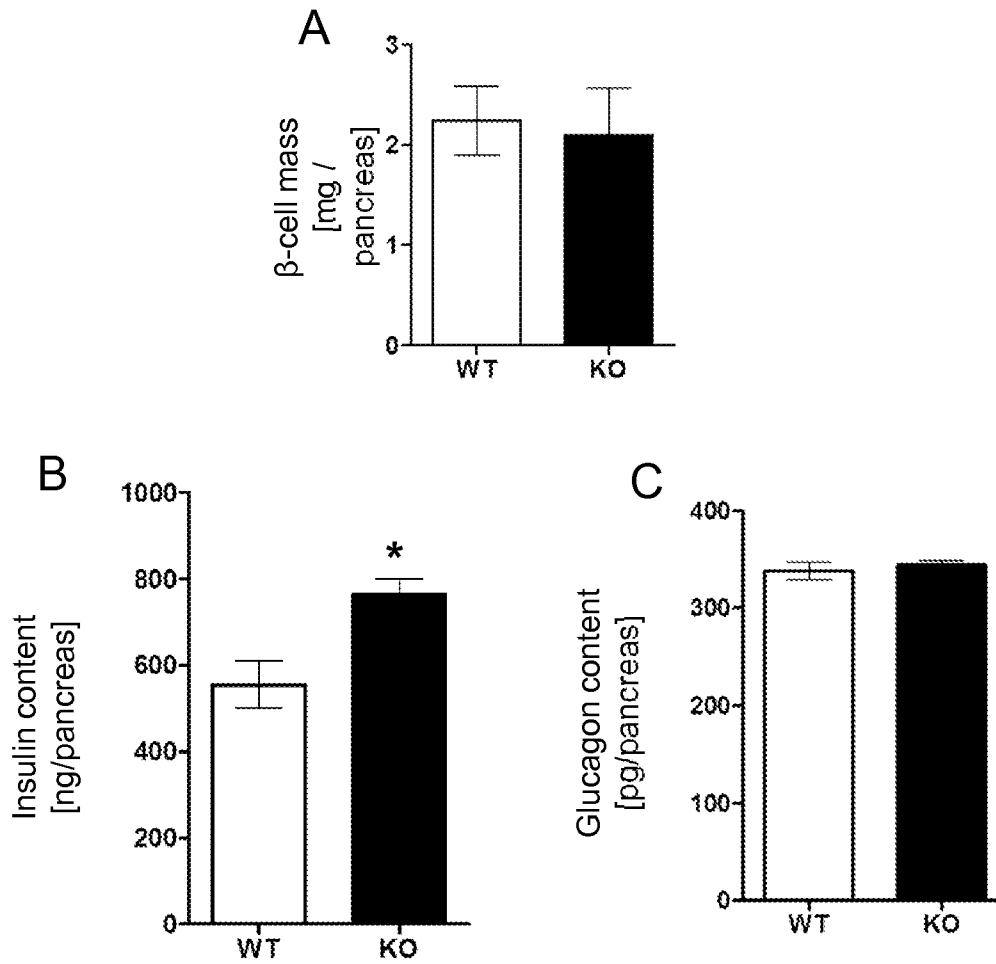 A
β-cell mass
[mg /
pancreas]
3
2
1
0
WT KO
B
Insulin content
[ng/pancreas]
1000
800
600
400
200
0
*
WT KO
C
Glucagon content
[pg/pancreas]
400
300
200
100
0
WT KO